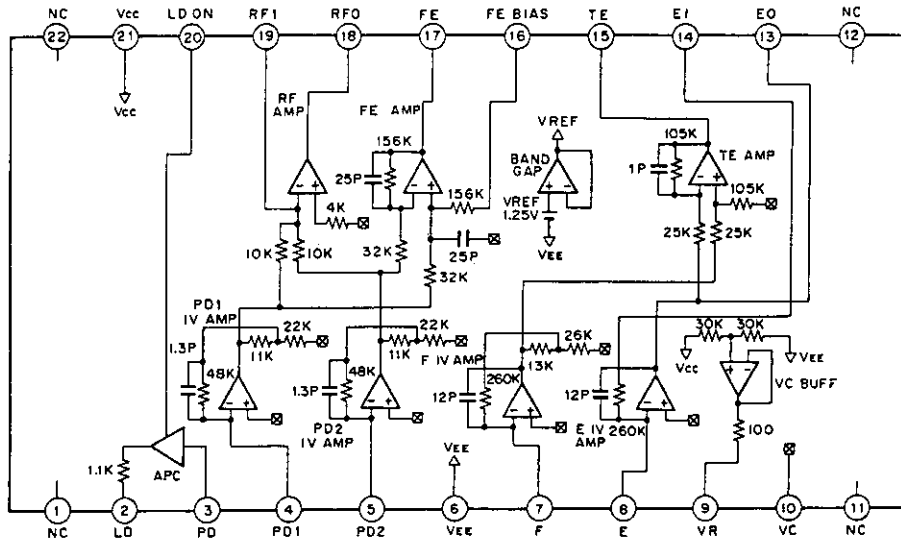 NC Vcc LD ON RF1 RFO FE FE BIAS TE EI EO NC
22 21 20 19 18 17 16 15 14 13 12
Vcc
RF
AMP
FE AMP
156K
25P
156K
4K
10K
10K
32K
25P
32K
VREF
BAND
GAP
VREF
1.25V
VEE
105K
1P
TE AMP
105K
25K
25K
PD1
IV AMP
1.3P
48K
22K
11K
22K
11K
48K
1.3P
PD2
IV AMP
F IV AMP
26K
13K
260K
12P
12P
E IV
AMP
260K
30K
30K
Vcc
VEE
VC BUFF
100
1.1K
APC
VEE
1 2 3 4 5 6 7 8 9 10 11
NC LD PD PD1 PD2 VEE F E VR VC NC